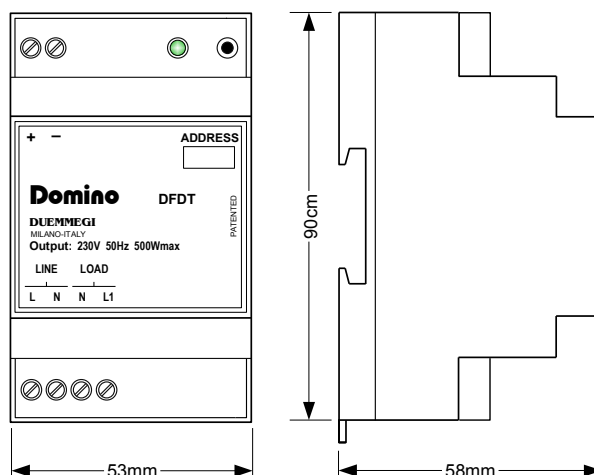 + −
ADDRESS
Domino DFDT
PATENTED
DUEMMEGI
MILANO-ITALY
Output: 230V 50Hz 500Wmax
LINE LOAD
L N N L1
90cm
53mm
58mm